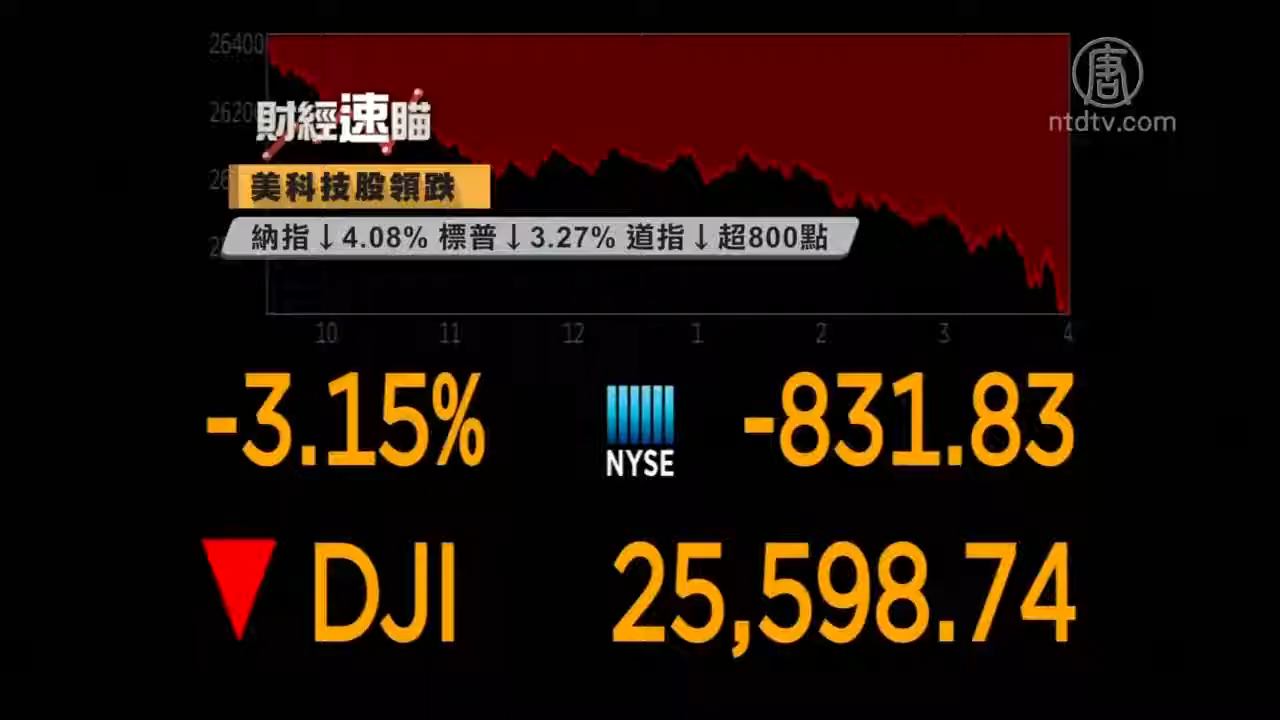 26400
唐
ntdtv.com
26200
財經速瞄
美科技股領跌
納指↓4.08% 標普↓3.27% 道指↓超800點
10 11 12 1 2 3 4
-3.15% NYSE -831.83
DJI 25,598.74